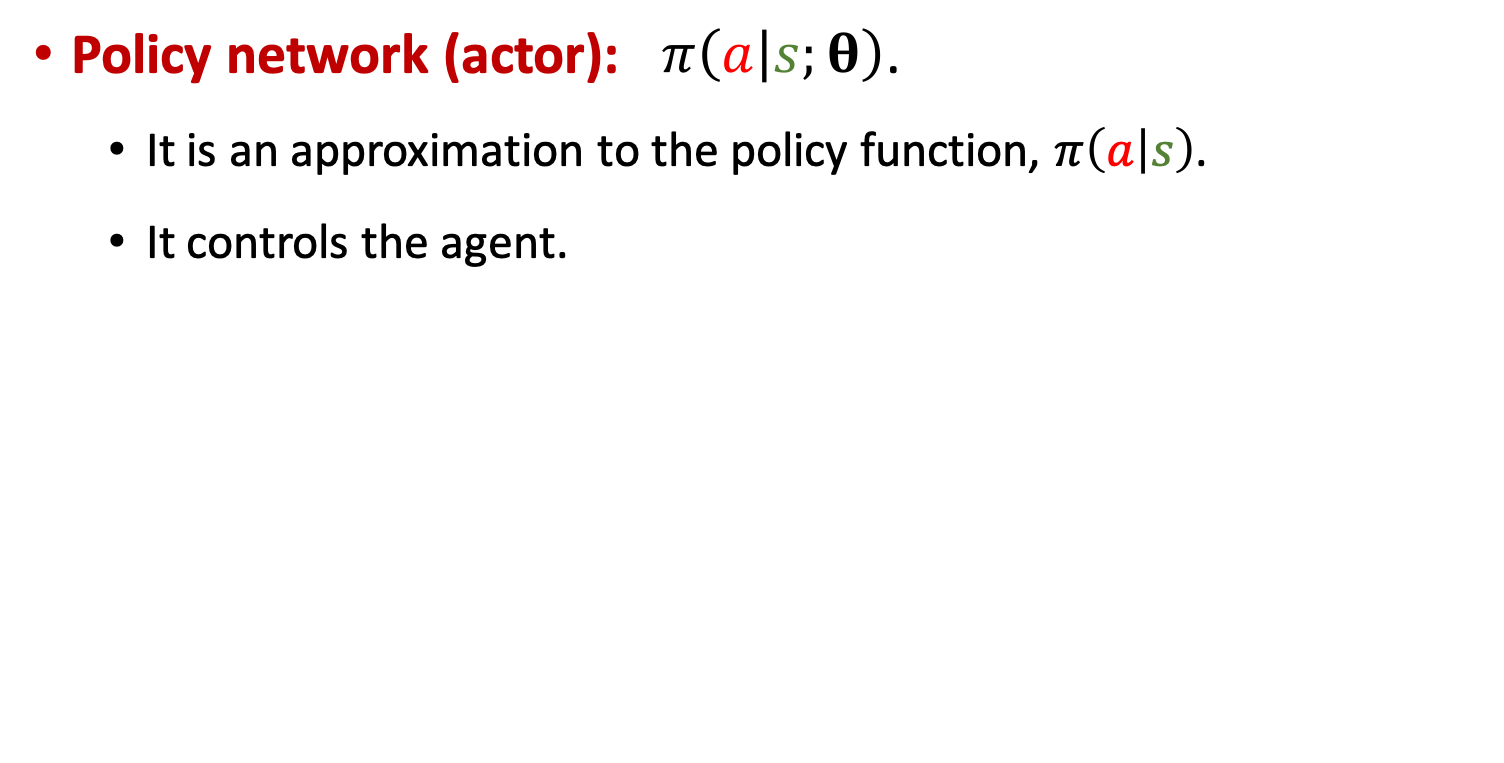 • Policy network (actor): π(a|s; θ).
• It is an approximation to the policy function, π(a|s).
• It controls the agent.